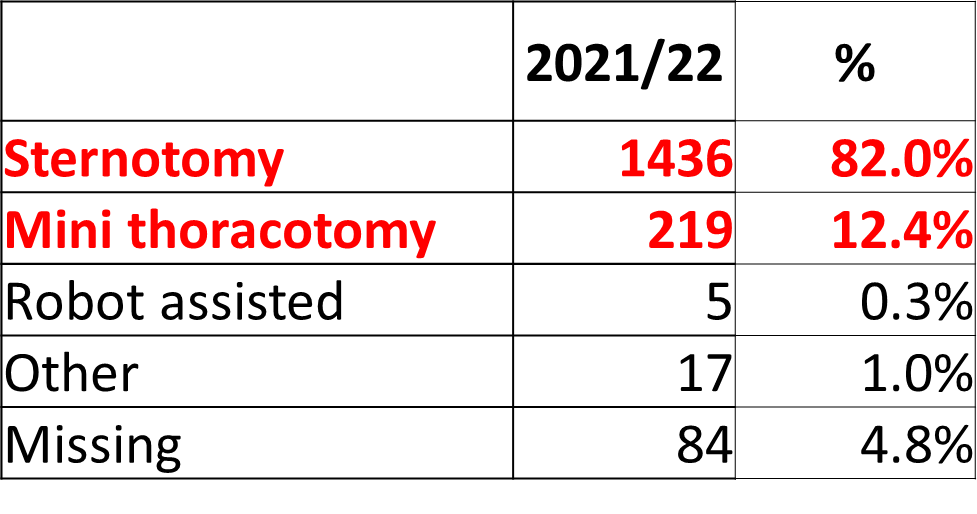 2021/22 %
Sternotomy 1436 82.0%
Mini thoracotomy 219 12.4%
Robot assisted 5 0.3%
Other 17 1.0%
Missing 84 4.8%